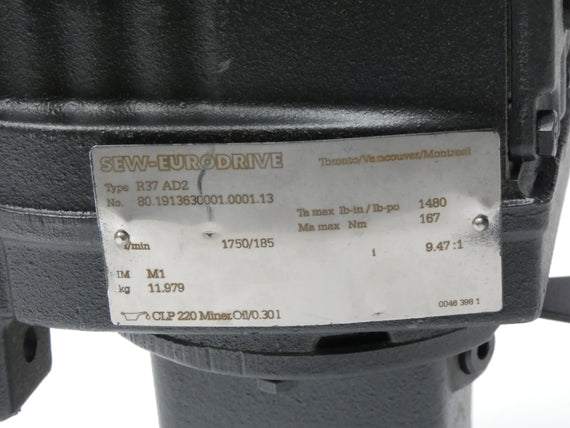 SEW-EURODRIVE Toronto/Vancouver/Montreal
Type R37 AD2
No. 80.1913630001.0001.13
Ta max lb-in / lb-po 1480
Ma max Nm 167
/min 1750/185
i 9.47 :1
IM M1
kg 11.979
CLP 220 Miner.Oil/0.30 l
0046 398 1